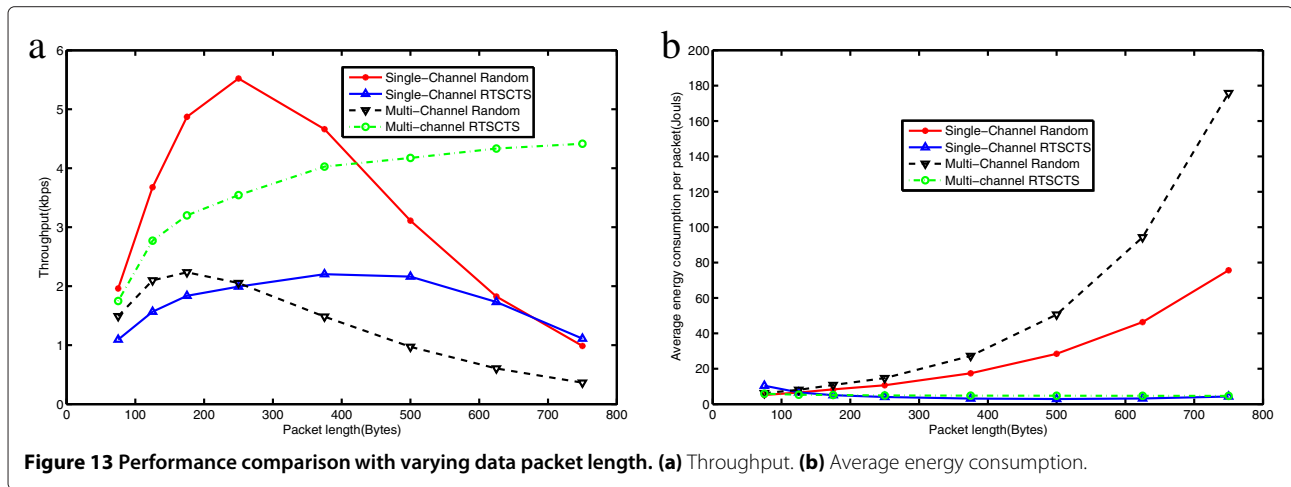 a
6
5
4
3
2
1
0
Throughput(kbps)
0 100 200 300 400 500 600 700 800
Packet length(Bytes)
Single-Channel Random
Single-Channel RTSCTS
Multi-Channel Random
Multi-channel RTSCTS
b
200
180
160
140
120
100
80
60
40
20
0
Average energy consumption per packet(Jouls)
0 100 200 300 400 500 600 700 800
Packet length(Bytes)
Single-Channel Random
Single-Channel RTSCTS
Multi-Channel Random
Multi-channel RTSCTS
Figure 13 Performance comparison with varying data packet length. (a) Throughput. (b) Average energy consumption.